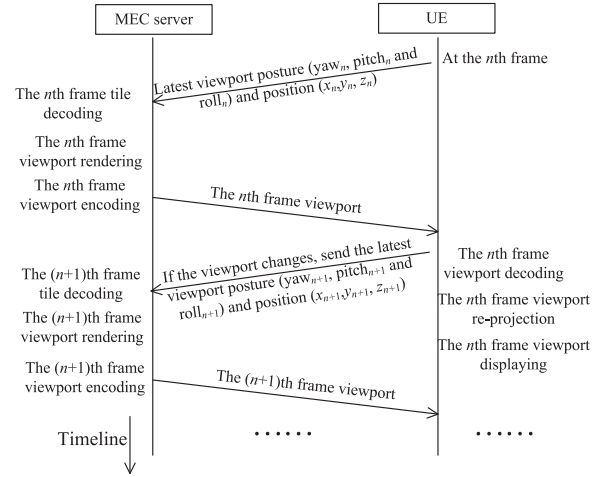 MEC server
UE
At the nth frame
Latest viewport posture (yawn, pitchn and
rolln) and position (xn,yn, zn)
The nth frame tile
decoding
The nth frame
viewport rendering
The nth frame
viewport encoding
The nth frame viewport
If the viewport changes, send the latest
viewport posture (yawn+1, pitchn+1 and
rolln+1) and position (xn+1,yn+1, zn+1)
The nth frame
viewport decoding
The (n+1)th frame
tile decoding
The nth frame viewport
re-projection
The (n+1)th frame
viewport rendering
The nth frame viewport
displaying
The (n+1)th frame
viewport encoding
The (n+1)th frame viewport
Timeline
······
······